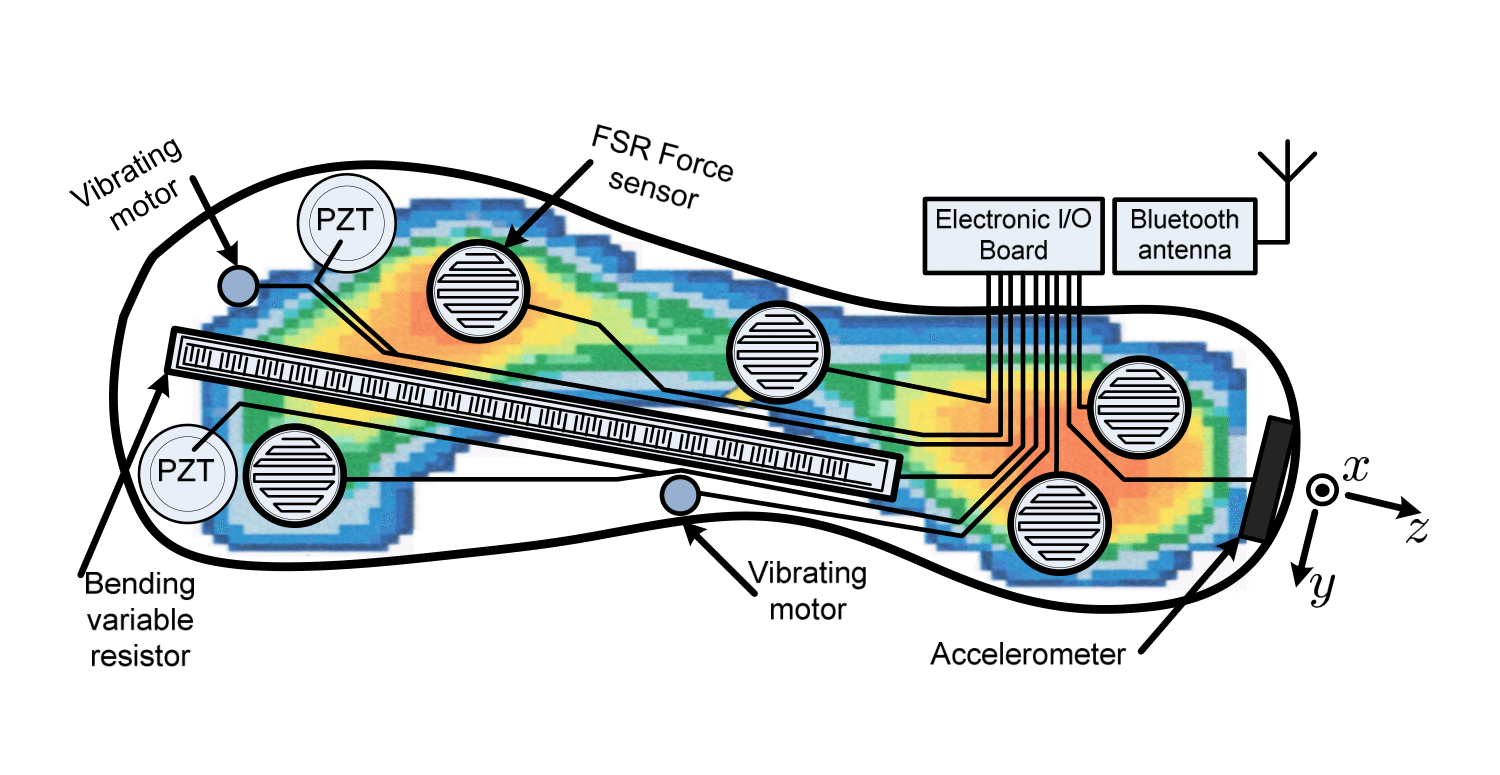 Vibrating
motor
FSR Force
sensor
PZT
Electronic I/O
Board
Bluetooth
antenna
PZT
x
z
y
Bending
variable
resistor
Vibrating
motor
Accelerometer